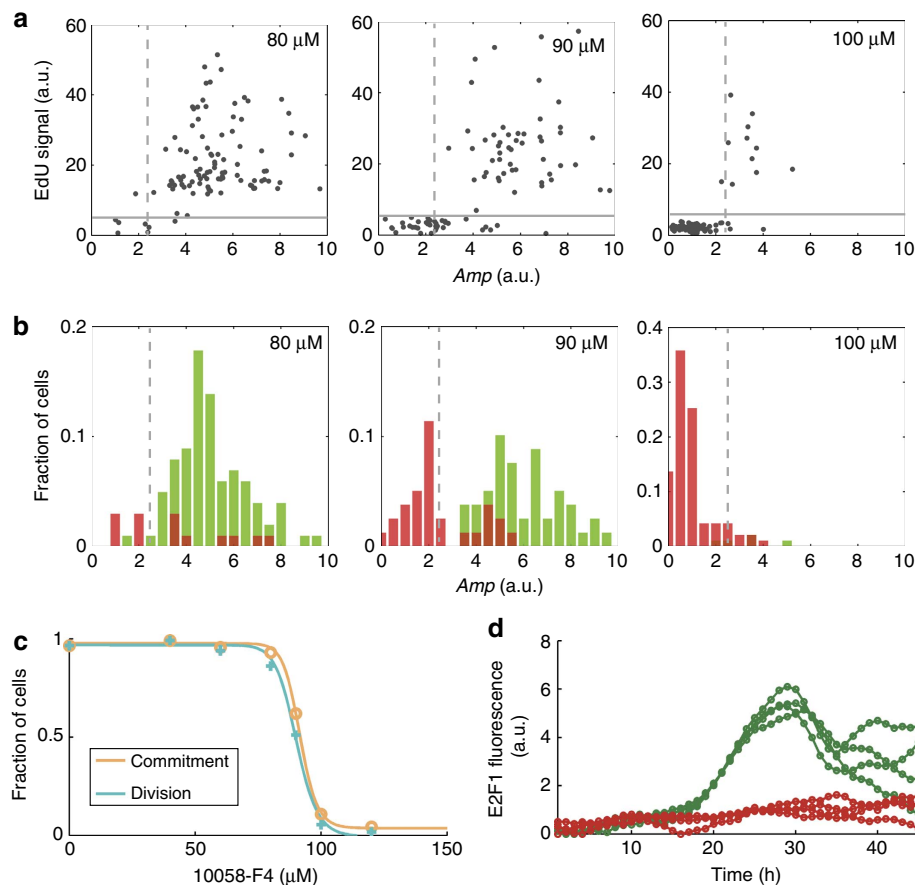 a
80 µM
90 µM
100 µM
EdU signal (a.u.)
60
40
20
0
60
40
20
0
60
40
20
0
0 2 4 6 8 10
0 2 4 6 8 10
0 2 4 6 8 10
Amp (a.u.)
b
80 µM
90 µM
100 µM
Fraction of cells
0.2
0.1
0
0.2
0.1
0
0.4
0.3
0.2
0.1
0
0 2 4 6 8 10
0 2 4 6 8 10
0 2 4 6 8 10
Amp (a.u.)
c
Fraction of cells
1
0.5
0
Commitment
Division
0 50 100 150
10058-F4 (µM)
d
E2F1 fluorescence
(a.u.)
8
6
4
2
0
10 20 30 40
Time (h)